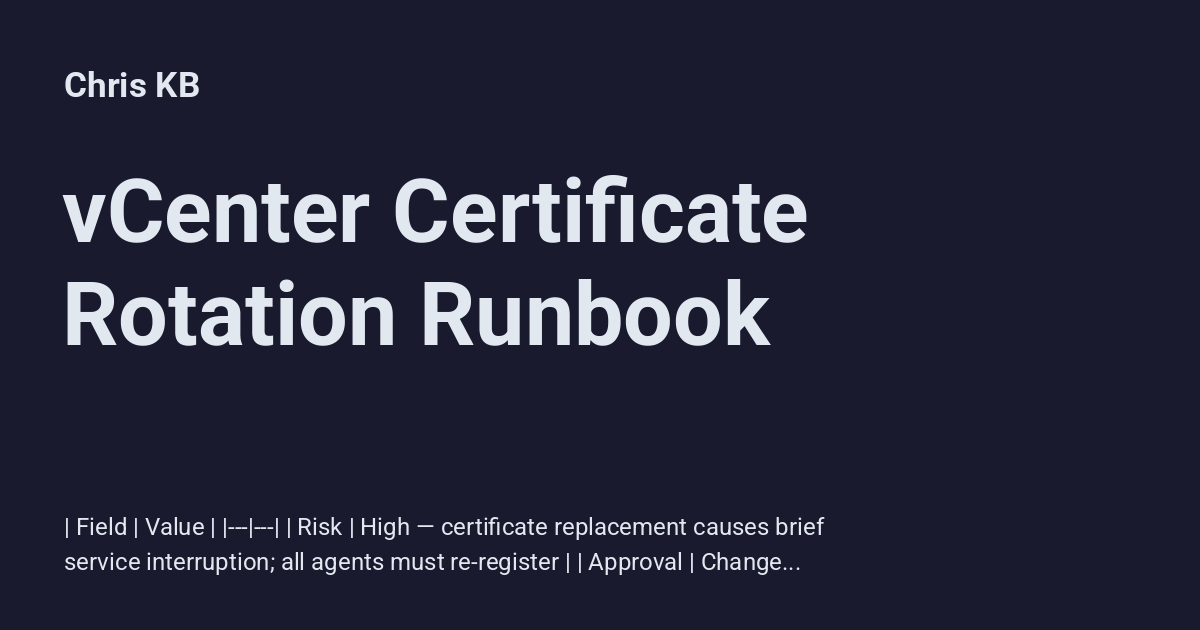 Chris KB
vCenter Certificate
Rotation Runbook
| Field | Value | |---|---| | Risk | High — certificate replacement causes brief
service interruption; all agents must re-register | | Approval | Change...